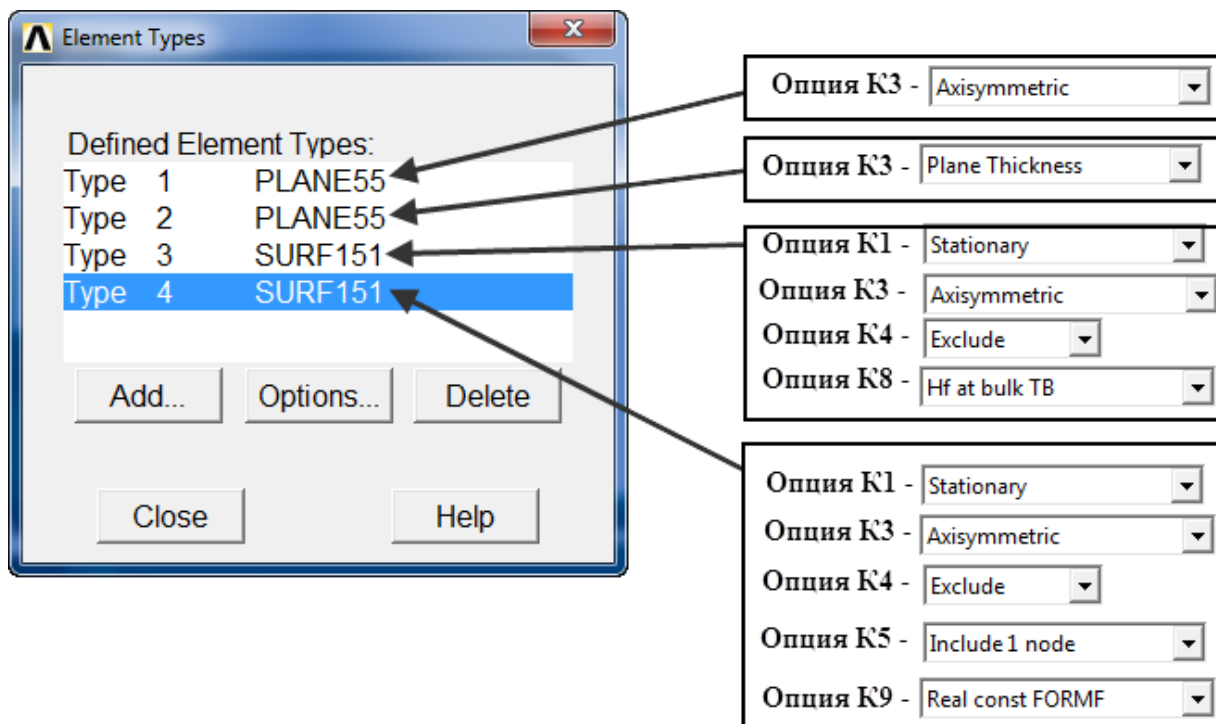 Element Types
Defined Element Types:
Type 1 PLANE55
Type 2 PLANE55
Type 3 SURF151
Type 4 SURF151
Add...
Options...
Delete
Close
Help
Опция К3 - Axisymmetric
Опция К3 - Plane Thickness
Опция К1 - Stationary
Опция К3 - Axisymmetric
Опция К4 - Exclude
Опция К8 - Hf at bulk TB
Опция К1 - Stationary
Опция К3 - Axisymmetric
Опция К4 - Exclude
Опция К5 - Include 1 node
Опция К9 - Real const FORMF